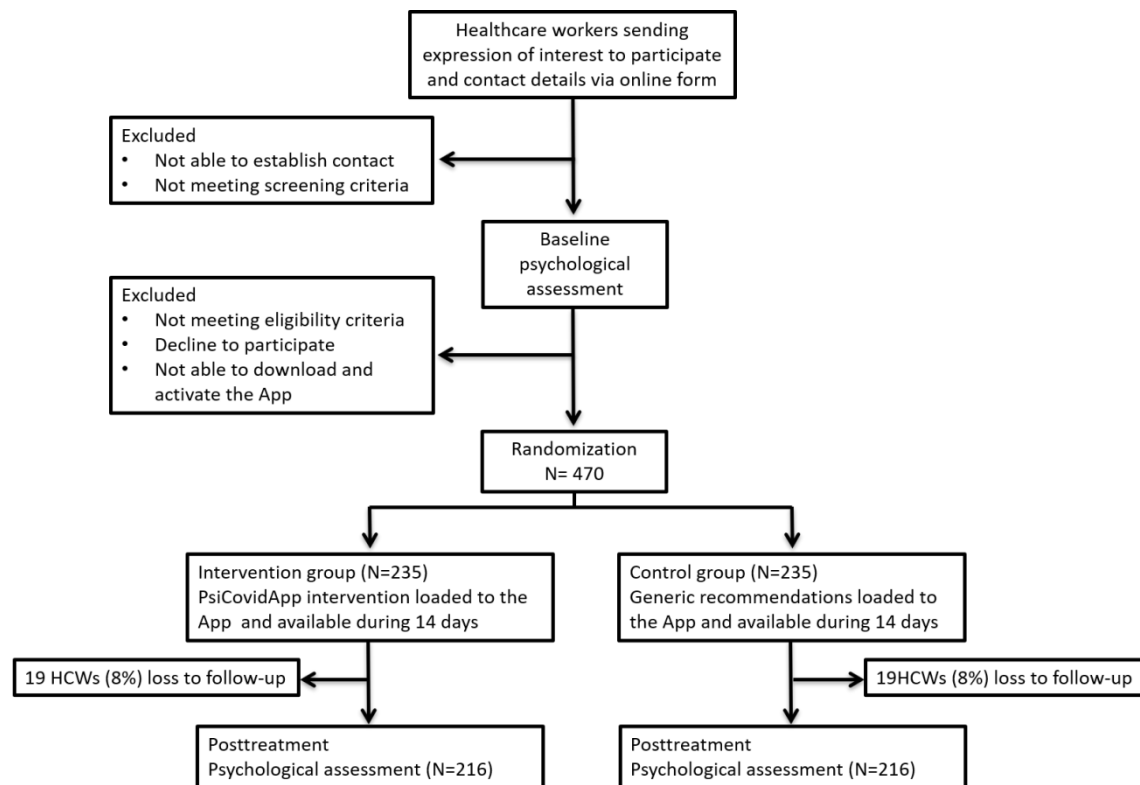 Healthcare workers sending
expression of interest to participate
and contact details via online form
Excluded
• Not able to establish contact
• Not meeting screening criteria
Baseline
psychological
assessment
Excluded
• Not meeting eligibility criteria
• Decline to participate
• Not able to download and
activate the App
Randomization
N= 470
Intervention group (N=235)
PsiCovidApp intervention loaded to the
App and available during 14 days
Control group (N=235)
Generic recommendations loaded to
the App and available during 14 days
19 HCWs (8%) loss to follow-up
19HCWs (8%) loss to follow-up
Posttreatment
Psychological assessment (N=216)
Posttreatment
Psychological assessment (N=216)